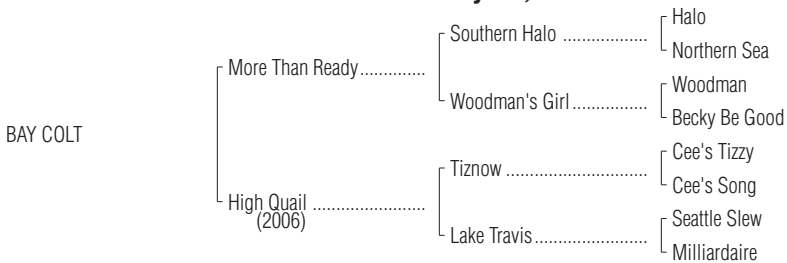 Halo
Southern Halo ..................
Northern Sea
More Than Ready..............
Woodman
Woodman's Girl................
Becky Be Good
BAY COLT
Cee's Tizzy
Tiznow ..............................
Cee's Song
High Quail ........................
(2006)
Seattle Slew
Lake Travis........................
Milliardaire